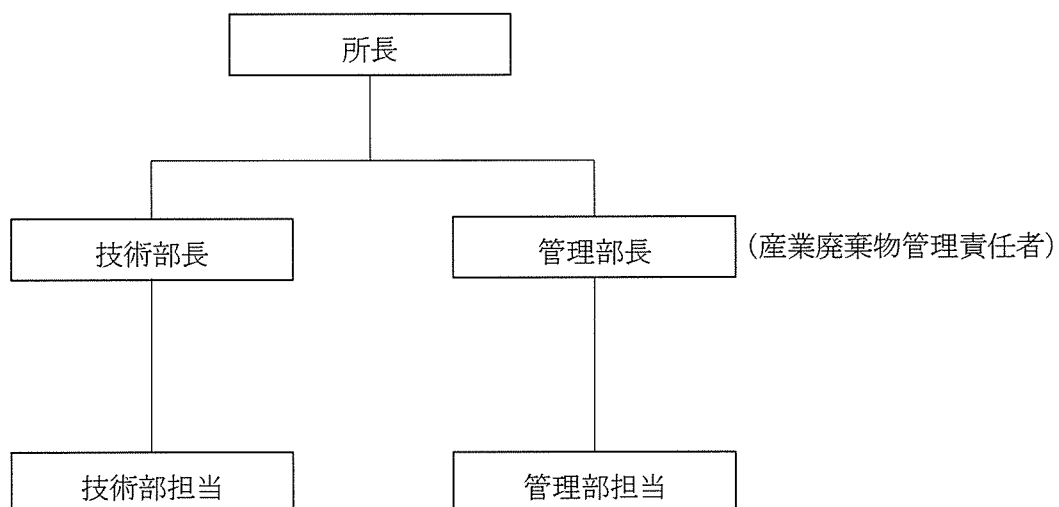 所長
技術部長
管理部長
(産業廃棄物管理責任者)
技術部担当
管理部担当